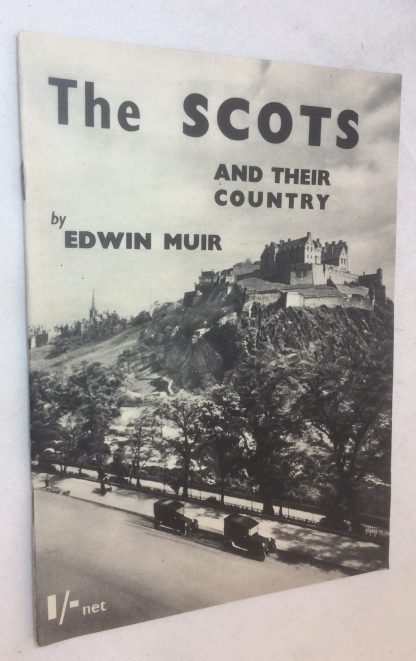 The SCOTS
AND THEIR
COUNTRY
by
EDWIN MUIR
1/- net